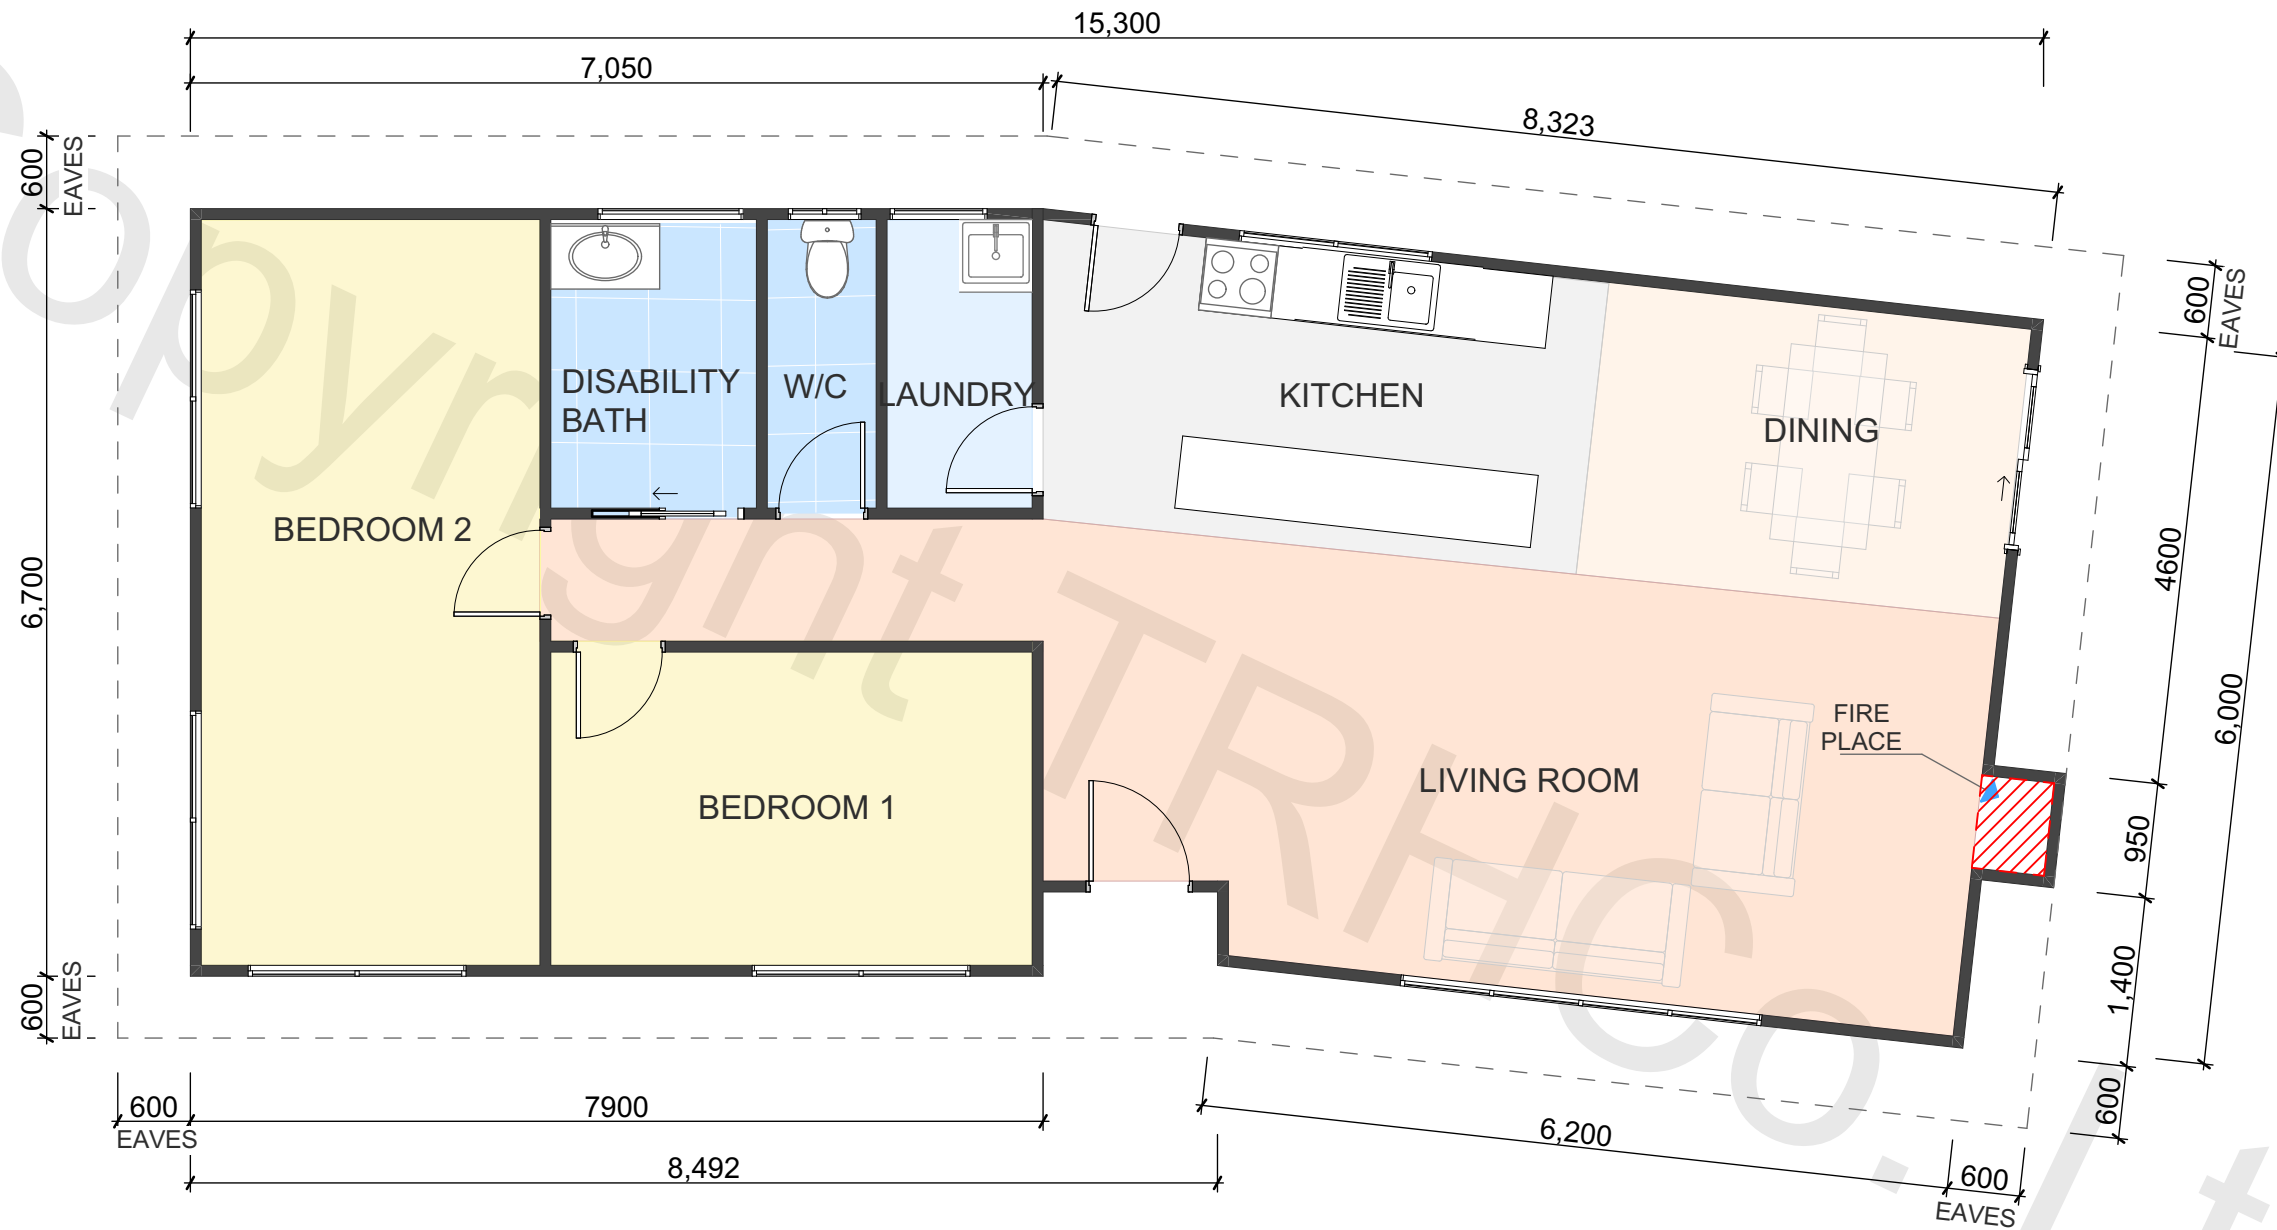 15,300
7,050
8,323
600
EAVES
600
EAVES
DISABILITY
BATH
W/C
LAUNDRY
KITCHEN
DINING
BEDROOM 2
6,700
4600
6,000
FIRE
PLACE
LIVING ROOM
BEDROOM 1
950
1,400
600
EAVES
600
600
EAVES
7900
6,200
8,492
600
EAVES
opyright TRHCo. Lt